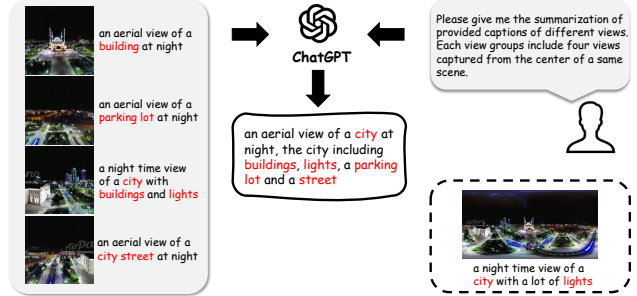 an aerial view of a
building at night
an aerial view of a
parking lot at night
a night time view
of a city with
buildings and lights
an aerial view of a
city street at night
ChatGPT
an aerial view of a city at
night, the city including
buildings, lights, a parking
lot and a street
Please give me the summarization of
provided captions of different views.
Each view groups include four views
captured from the center of a same
scene.
a night time view of a
city with a lot of lights